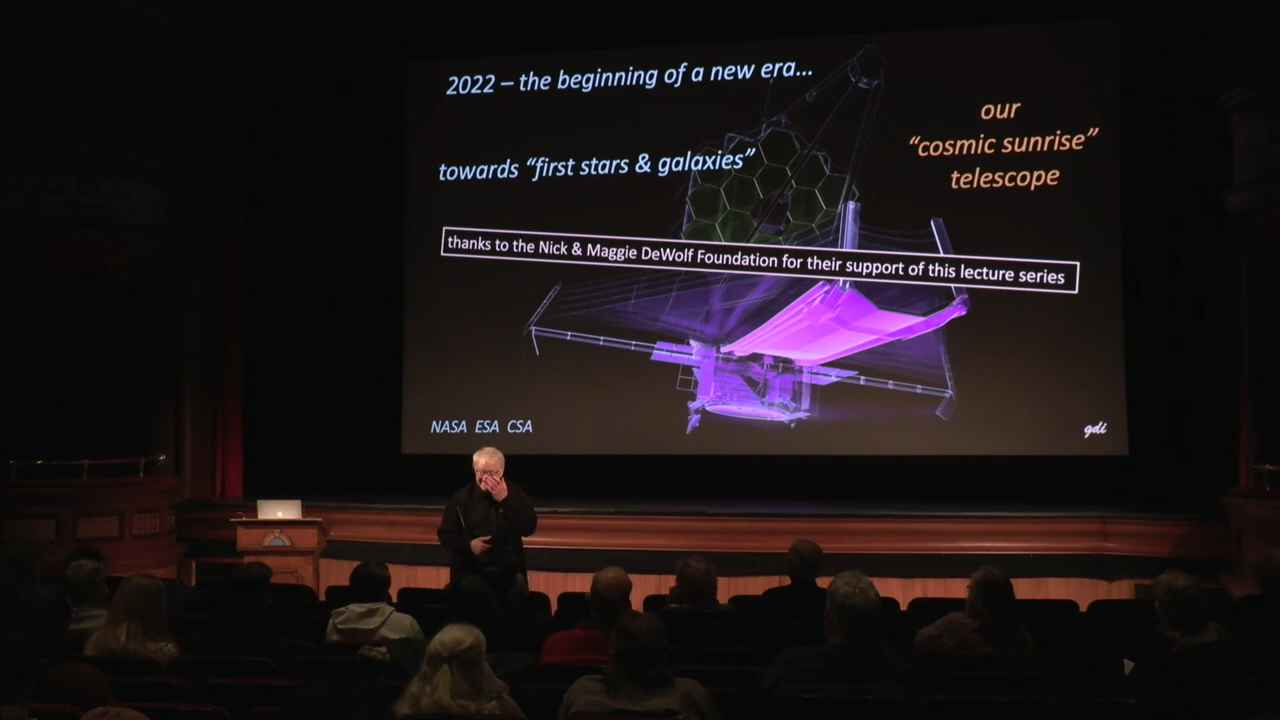 2022 – the beginning of a new era...
our
“cosmic sunrise”
telescope
towards “first stars & galaxies”
thanks to the Nick & Maggie DeWolf Foundation for their support of this lecture series
NASA ESA CSA
gdi